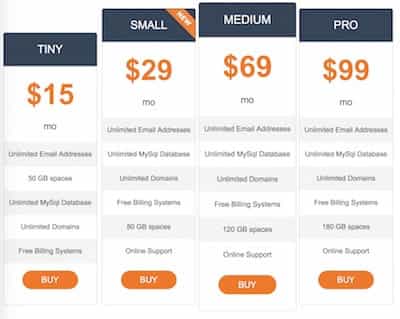 TINY
$15
mo
Unlimited Email Addresses
50 GB spaces
Unlimited MySql Database
Unlimited Domains
Free Billing Systems
BUY
SMALL
NEW
$29
mo
Unlimited Email Addresses
Unlimited MySql Database
Unlimited Domains
Free Billing Systems
80 GB spaces
Online Support
BUY
MEDIUM
$69
mo
Unlimited Email Addresses
Unlimited MySql Database
Unlimited Domains
Free Billing Systems
120 GB spaces
Online Support
BUY
PRO
$99
mo
Unlimited Email Addresses
Unlimited MySql Database
Unlimited Domains
Free Billing Systems
180 GB spaces
Online Support
BUY